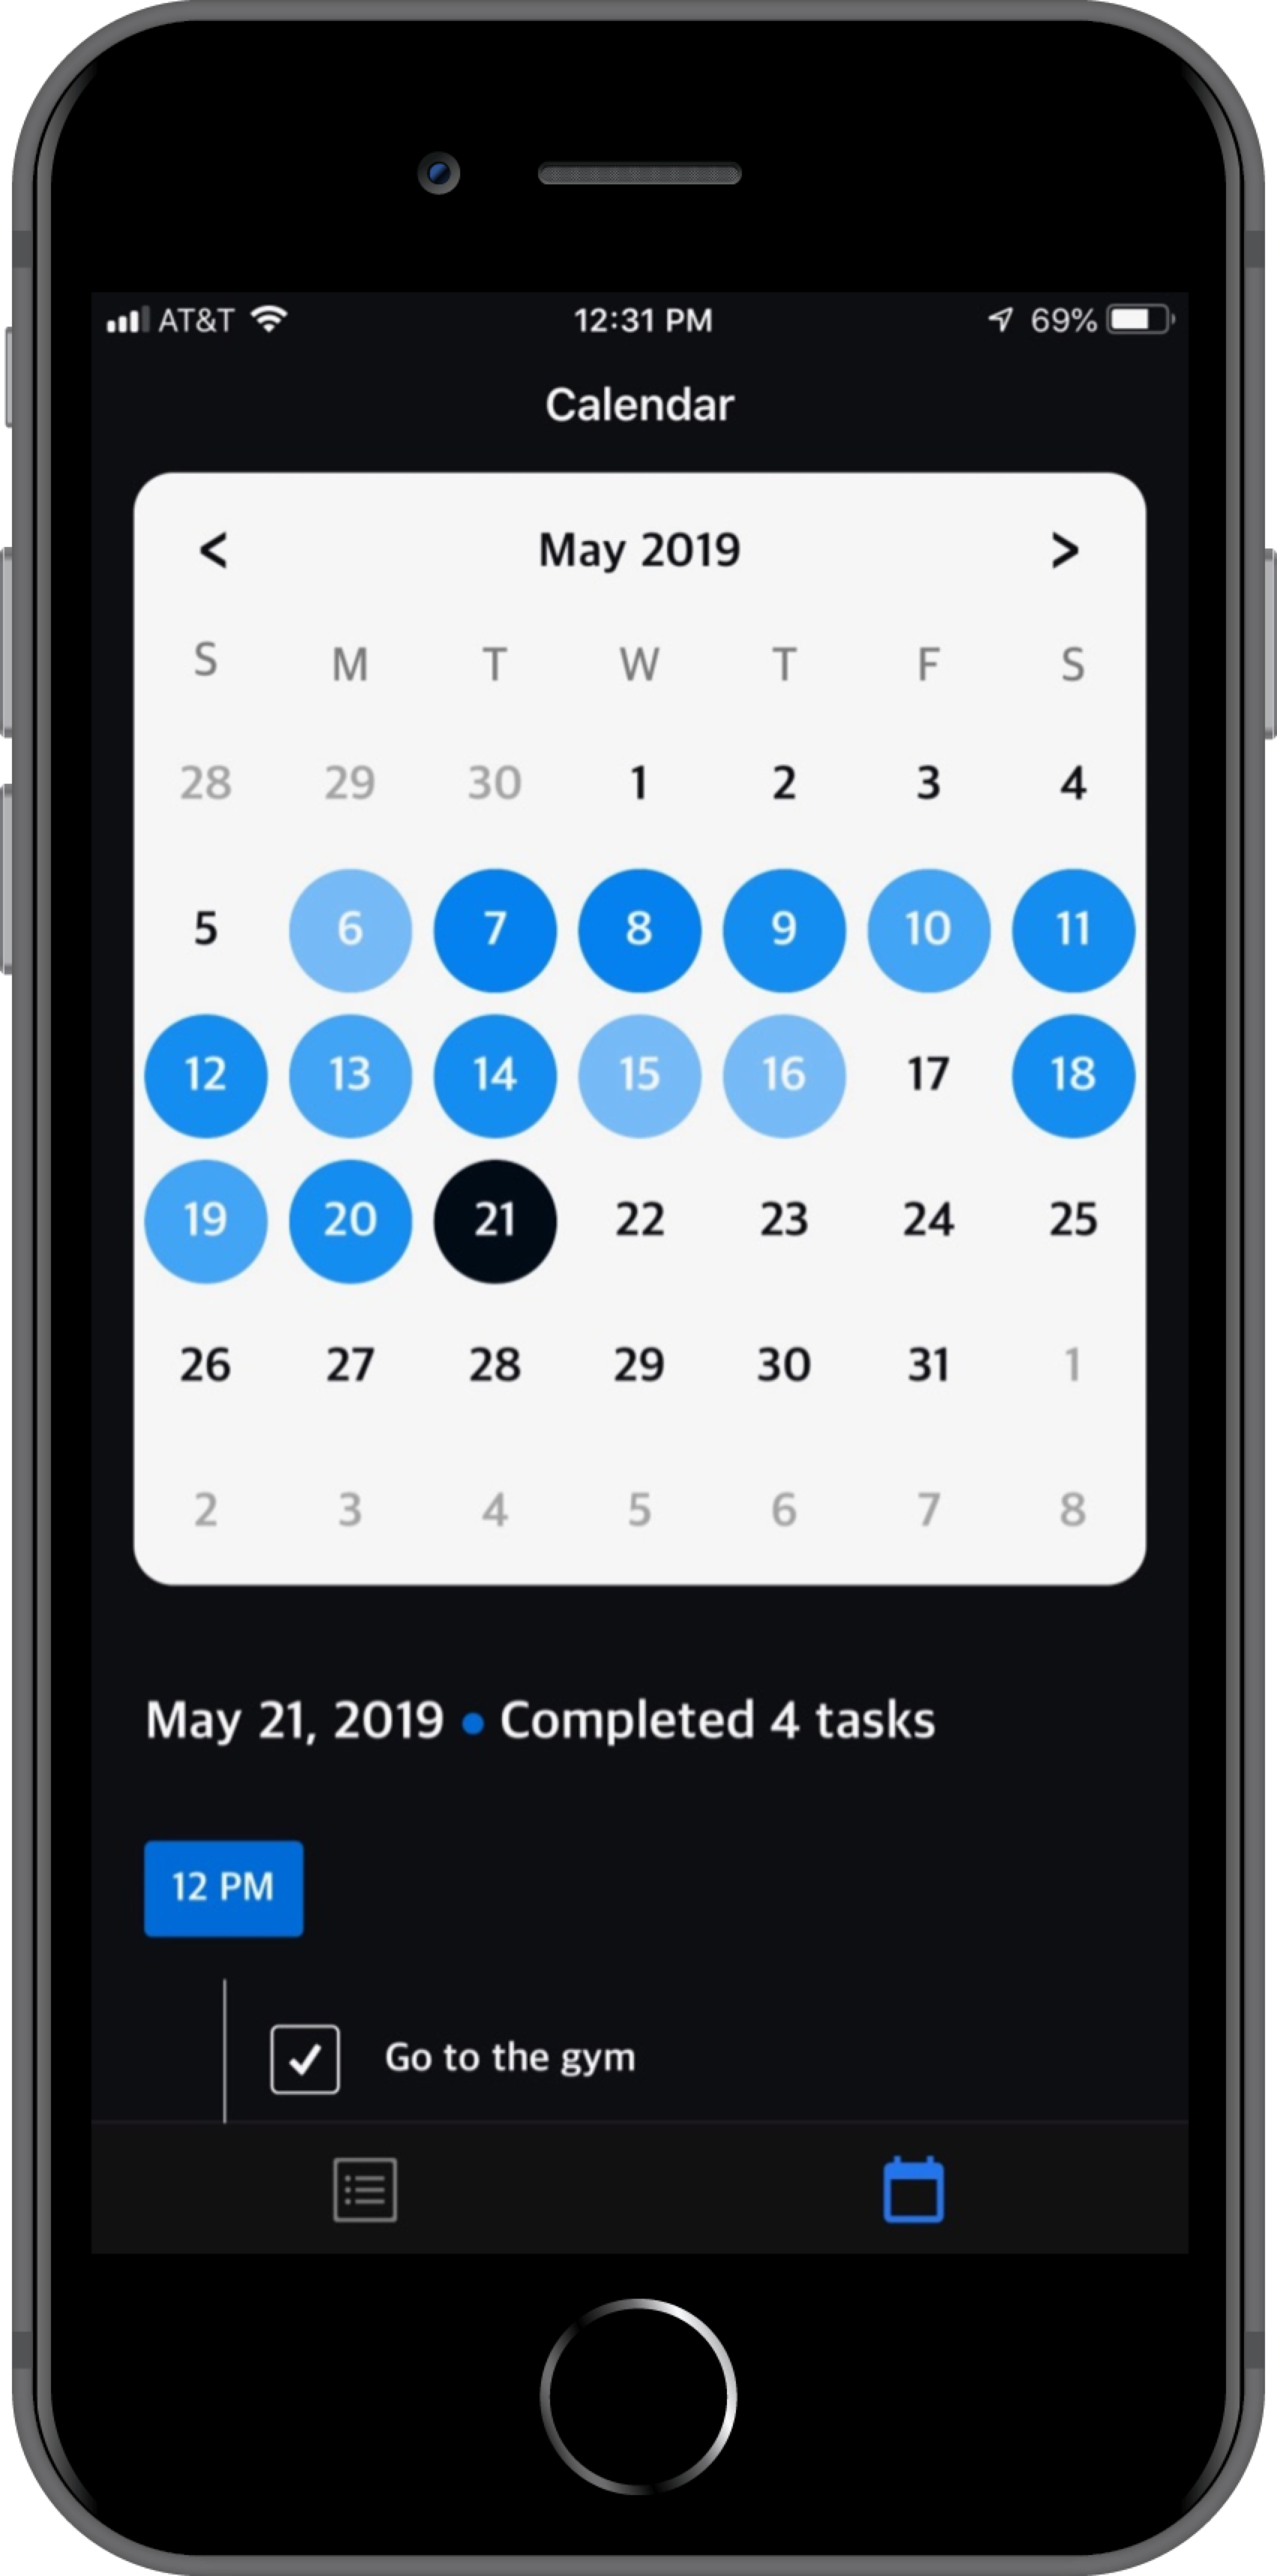 AT&T 12:31 PM 69%
Calendar
< May 2019 >
S M T W T F S
28 29 30 1 2 3 4
5 6 7 8 9 10 11
12 13 14 15 16 17 18
19 20 21 22 23 24 25
26 27 28 29 30 31 1
2 3 4 5 6 7 8
May 21, 2019 • Completed 4 tasks
12 PM
Go to the gym